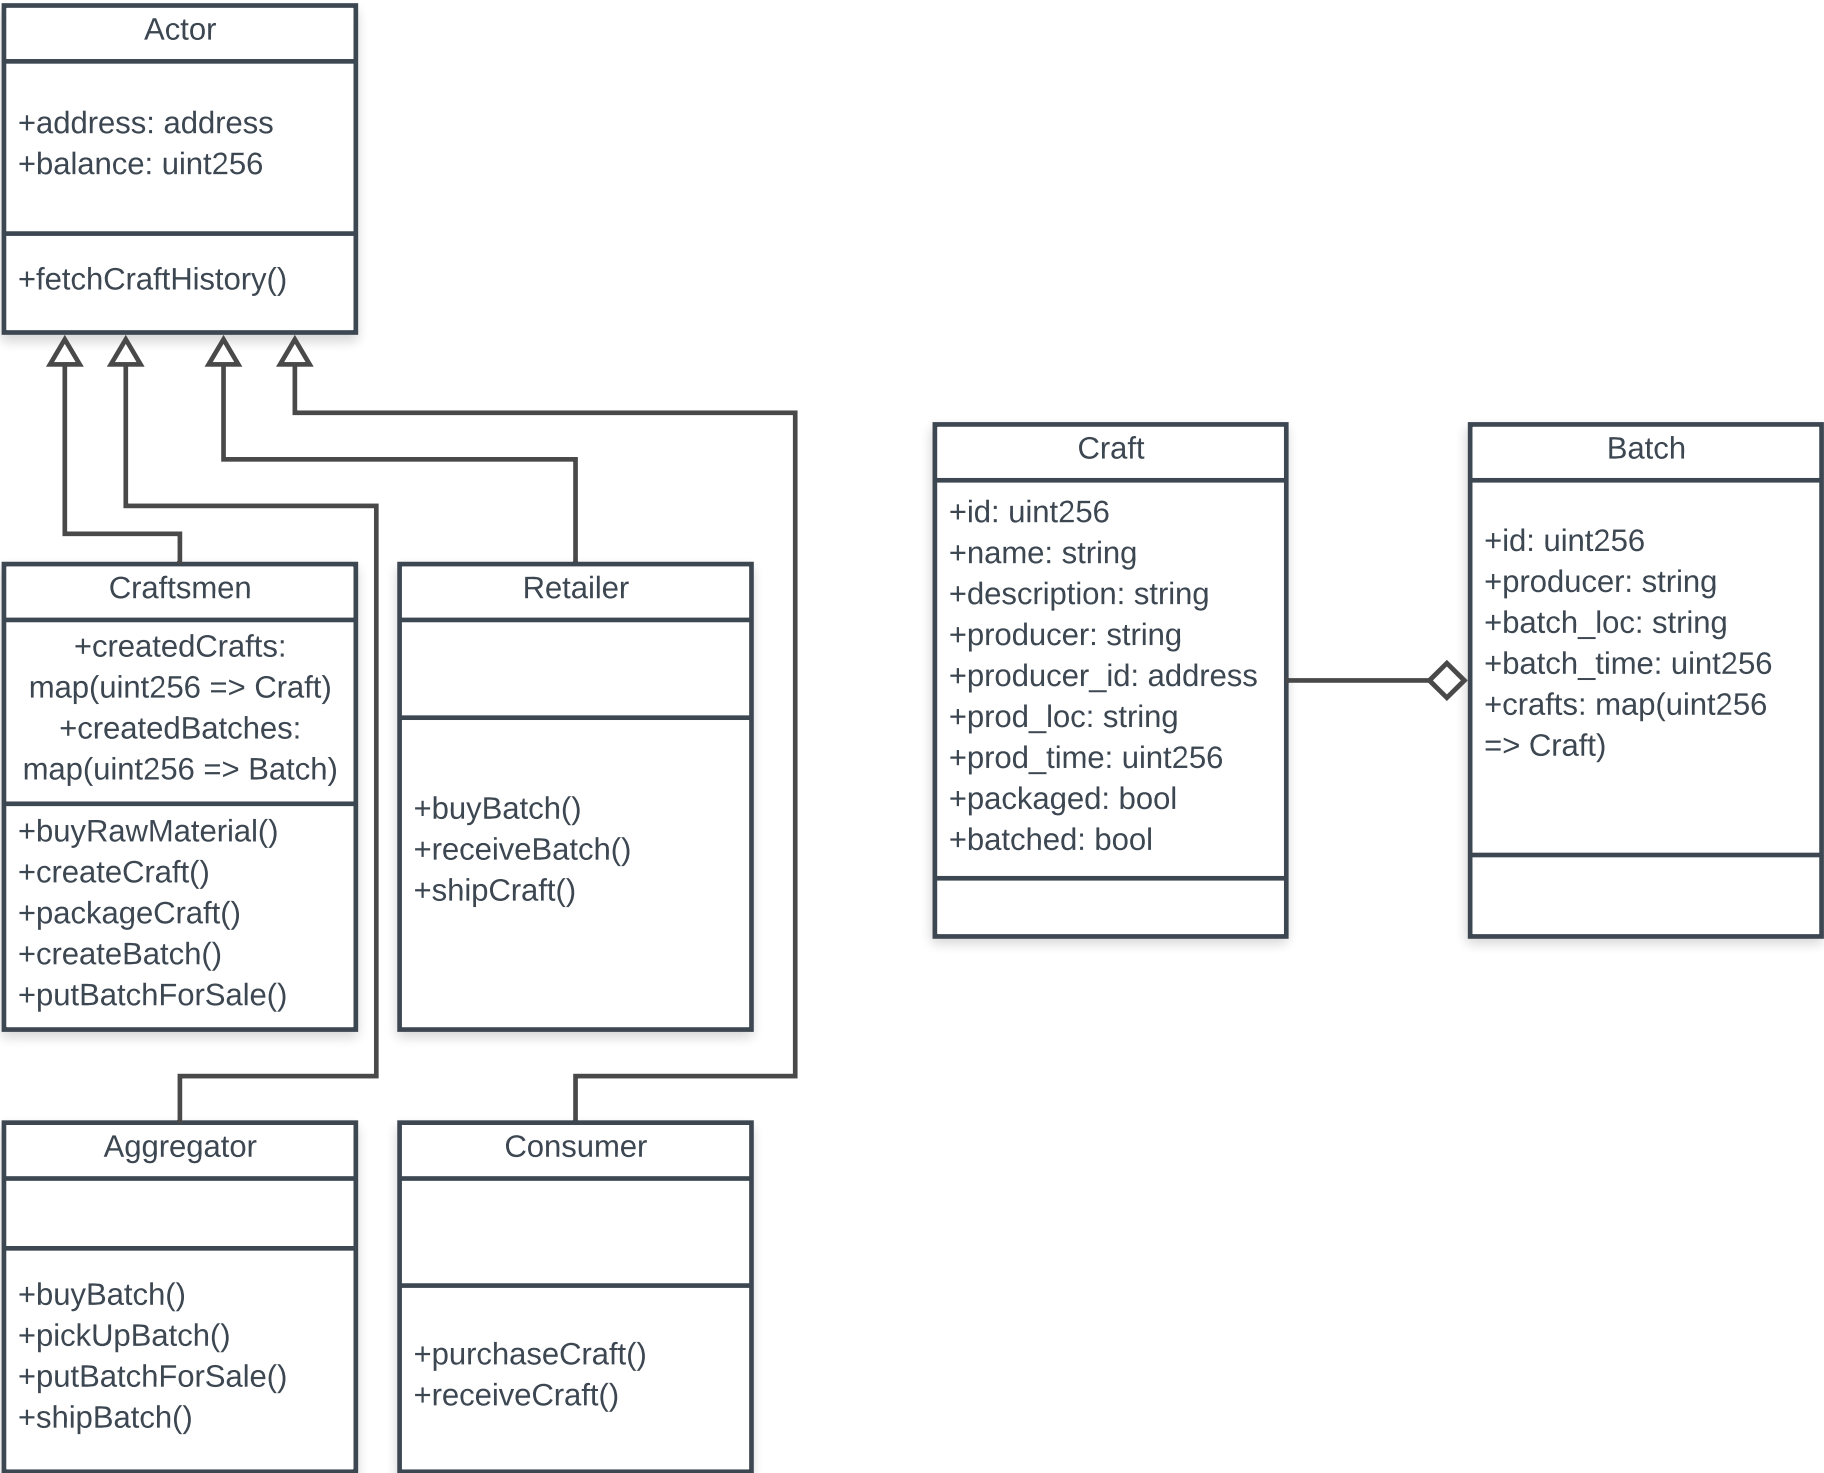 Actor
+address: address
+balance: uint256
+fetchCraftHistory()
Craftsmen
+createdCrafts:
map(uint256 => Craft)
+createdBatches:
map(uint256 => Batch)
+buyRawMaterial()
+createCraft()
+packageCraft()
+createBatch()
+putBatchForSale()
Retailer
+buyBatch()
+receiveBatch()
+shipCraft()
Aggregator
+buyBatch()
+pickUpBatch()
+putBatchForSale()
+shipBatch()
Consumer
+purchaseCraft()
+receiveCraft()
Craft
+id: uint256
+name: string
+description: string
+producer: string
+producer_id: address
+prod_loc: string
+prod_time: uint256
+packaged: bool
+batched: bool
Batch
+id: uint256
+producer: string
+batch_loc: string
+batch_time: uint256
+crafts: map(uint256
=> Craft)